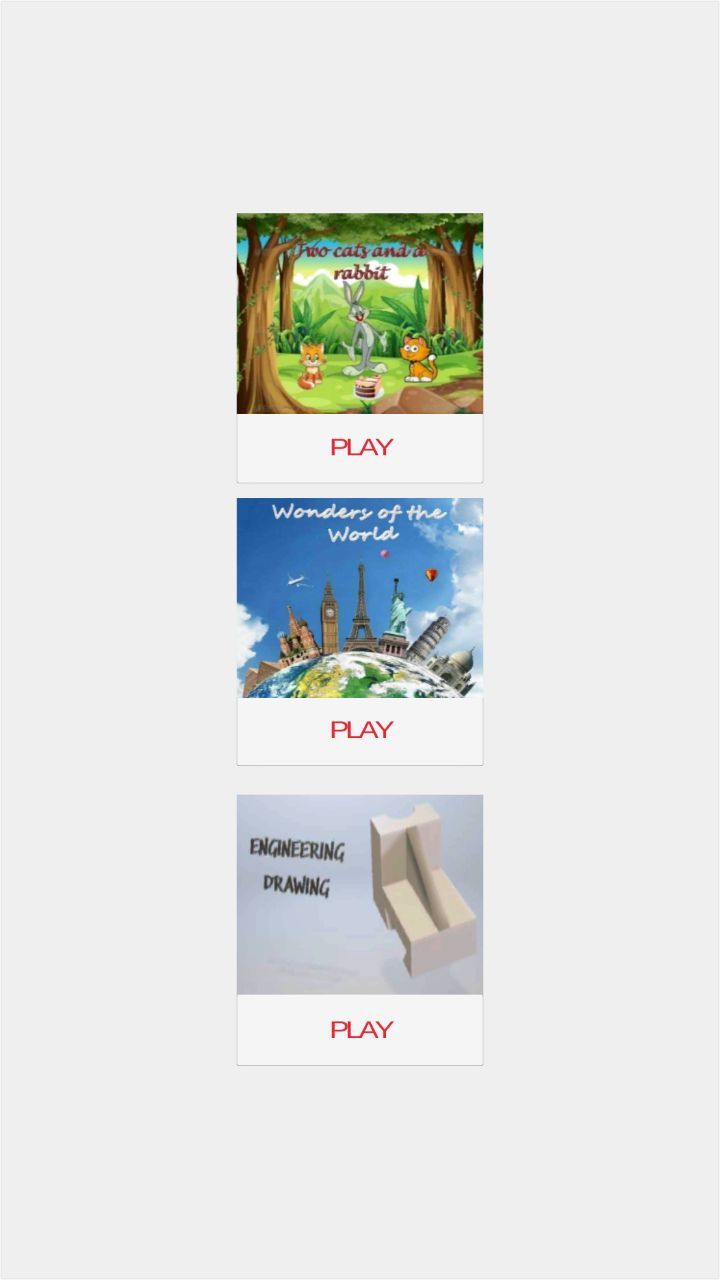 Two cats and a
rabbit
PLAY
Wonders of the
World
PLAY
ENGINEERING
DRAWING
PLAY